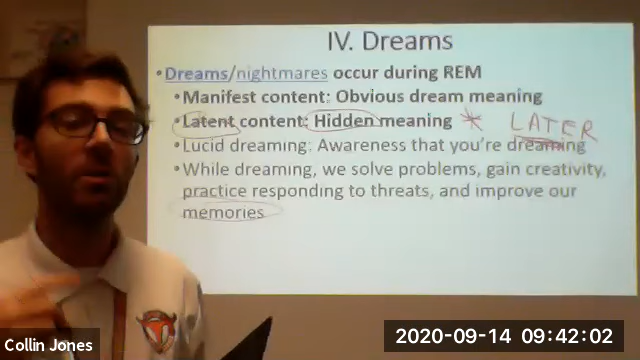 IV. Dreams
•Dreams/nightmares occur during REM
•Manifest content: Obvious dream meaning
•Latent content: Hidden meaning * LATER
•Lucid dreaming: Awareness that you're dreaming
•While dreaming, we solve problems, gain creativity,
practice responding to threats, and improve our
memories
Collin Jones
2020-09-14 09:42:02